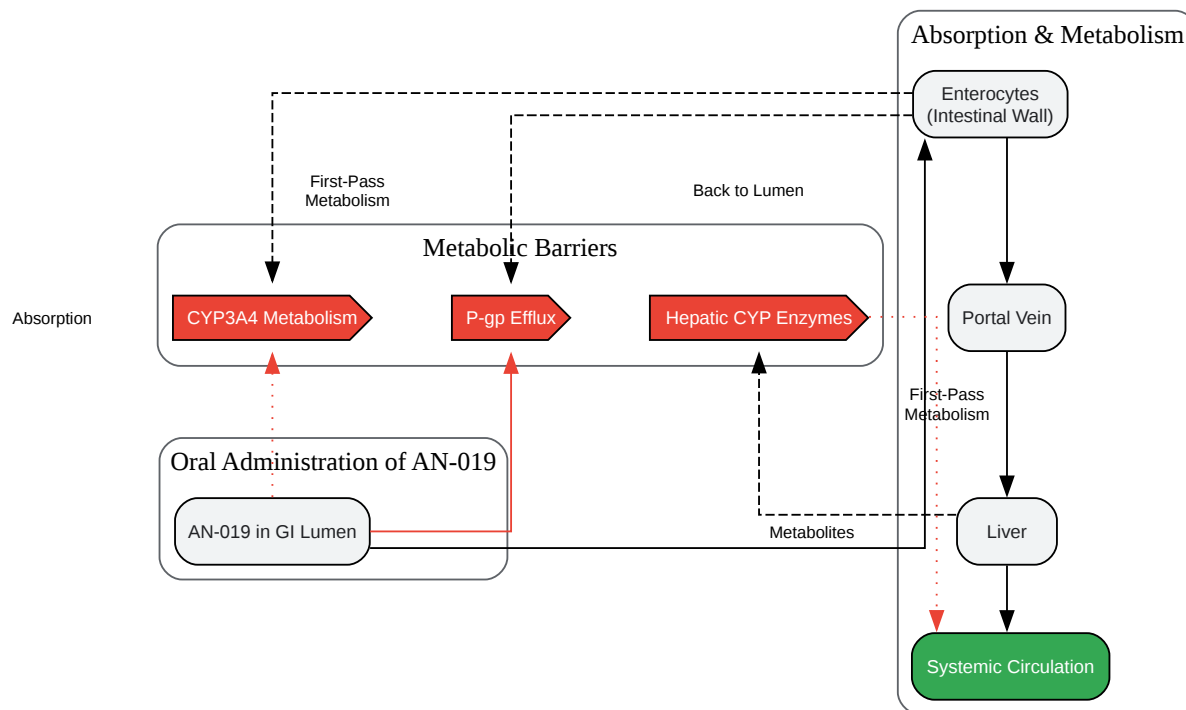 Absorption & Metabolism
Enterocytes
(Intestinal Wall)
First-Pass
Metabolism
Back to Lumen
Metabolic Barriers
Absorption
CYP3A4 Metabolism
P-gp Efflux
Hepatic CYP Enzymes
Portal Vein
First-Pass
Metabolism
Oral Administration of AN-019
AN-019 in GI Lumen
Metabolites
Liver
Systemic Circulation